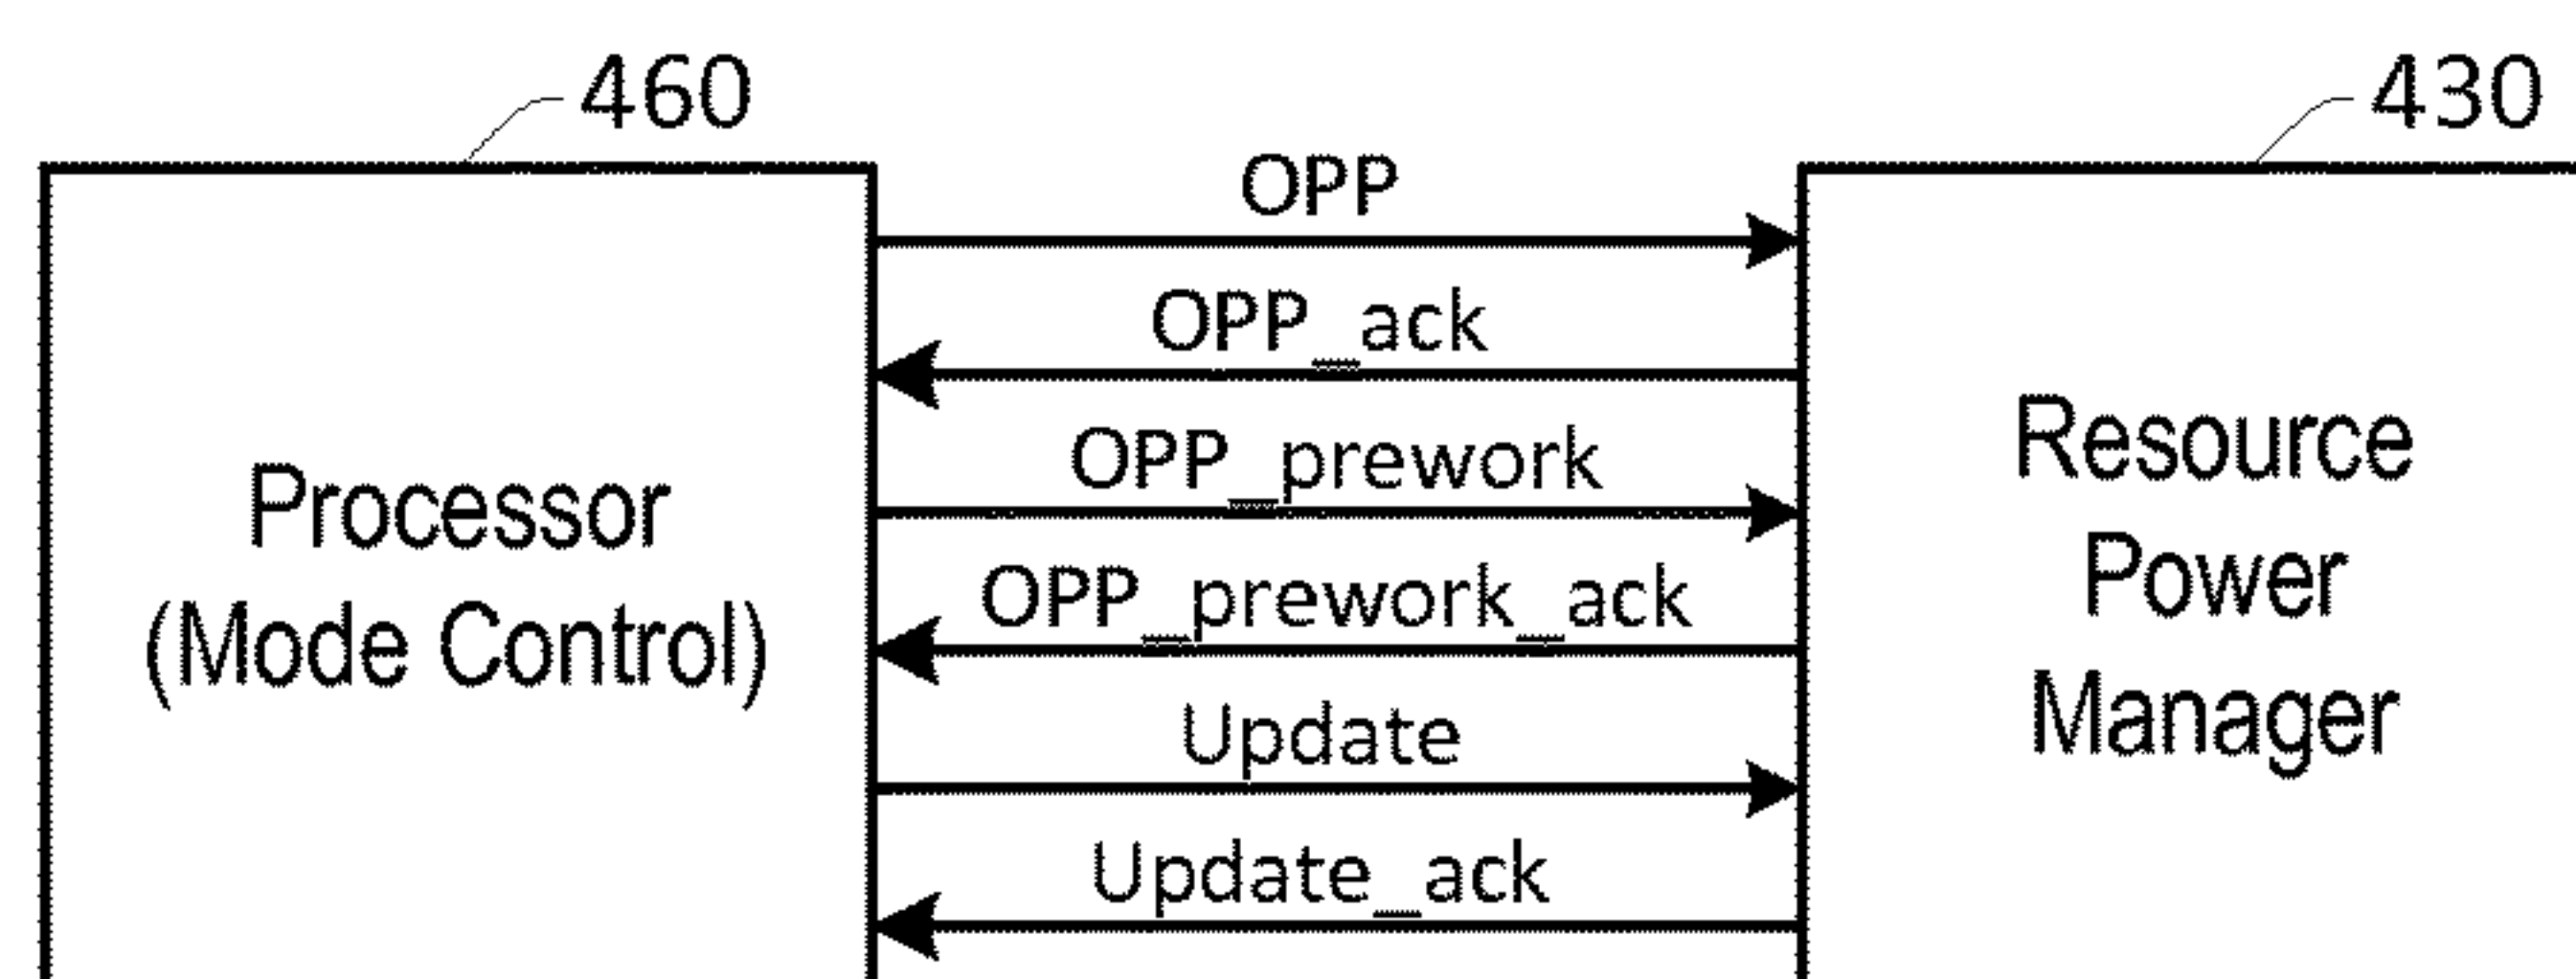 460
430
OPP
OPP_ack
OPP_prework
OPP_prework_ack
Update
Update_ack
Processor
(Mode Control)
Resource
Power
Manager